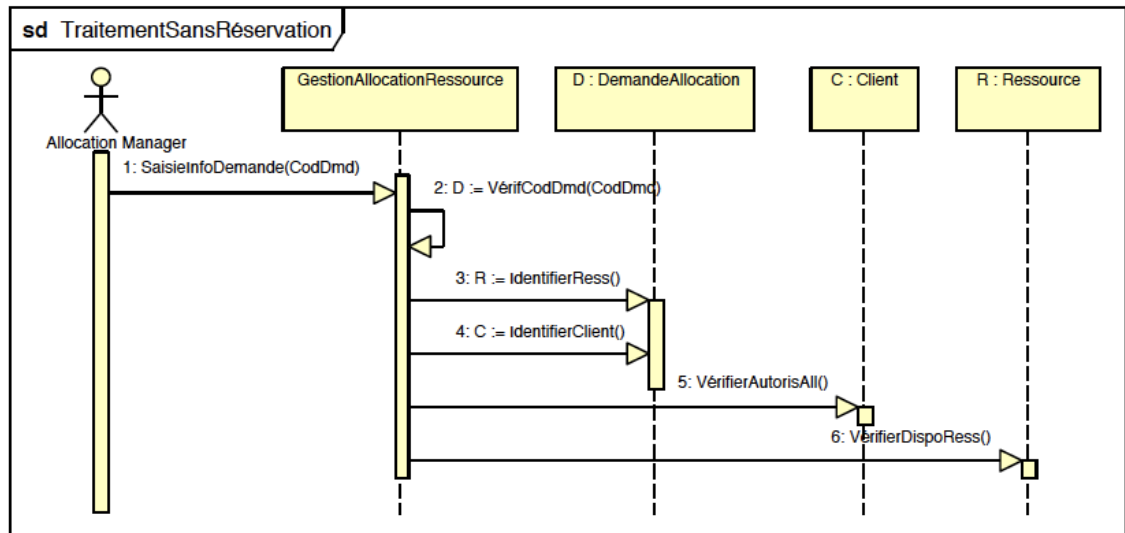 sd TraitementSansRéservation
GestionAllocationRessource
D : DemandeAllocation
C : Client
R : Ressource
Allocation Manager
1: SaisieInfoDemande(CodDmd)
2: D := VérifCodDmd(CodDmd)
3: R := IdentifierRess()
4: C := IdentifierClient()
5: VérifierAutorisAll()
6: VérifierDispoRess()